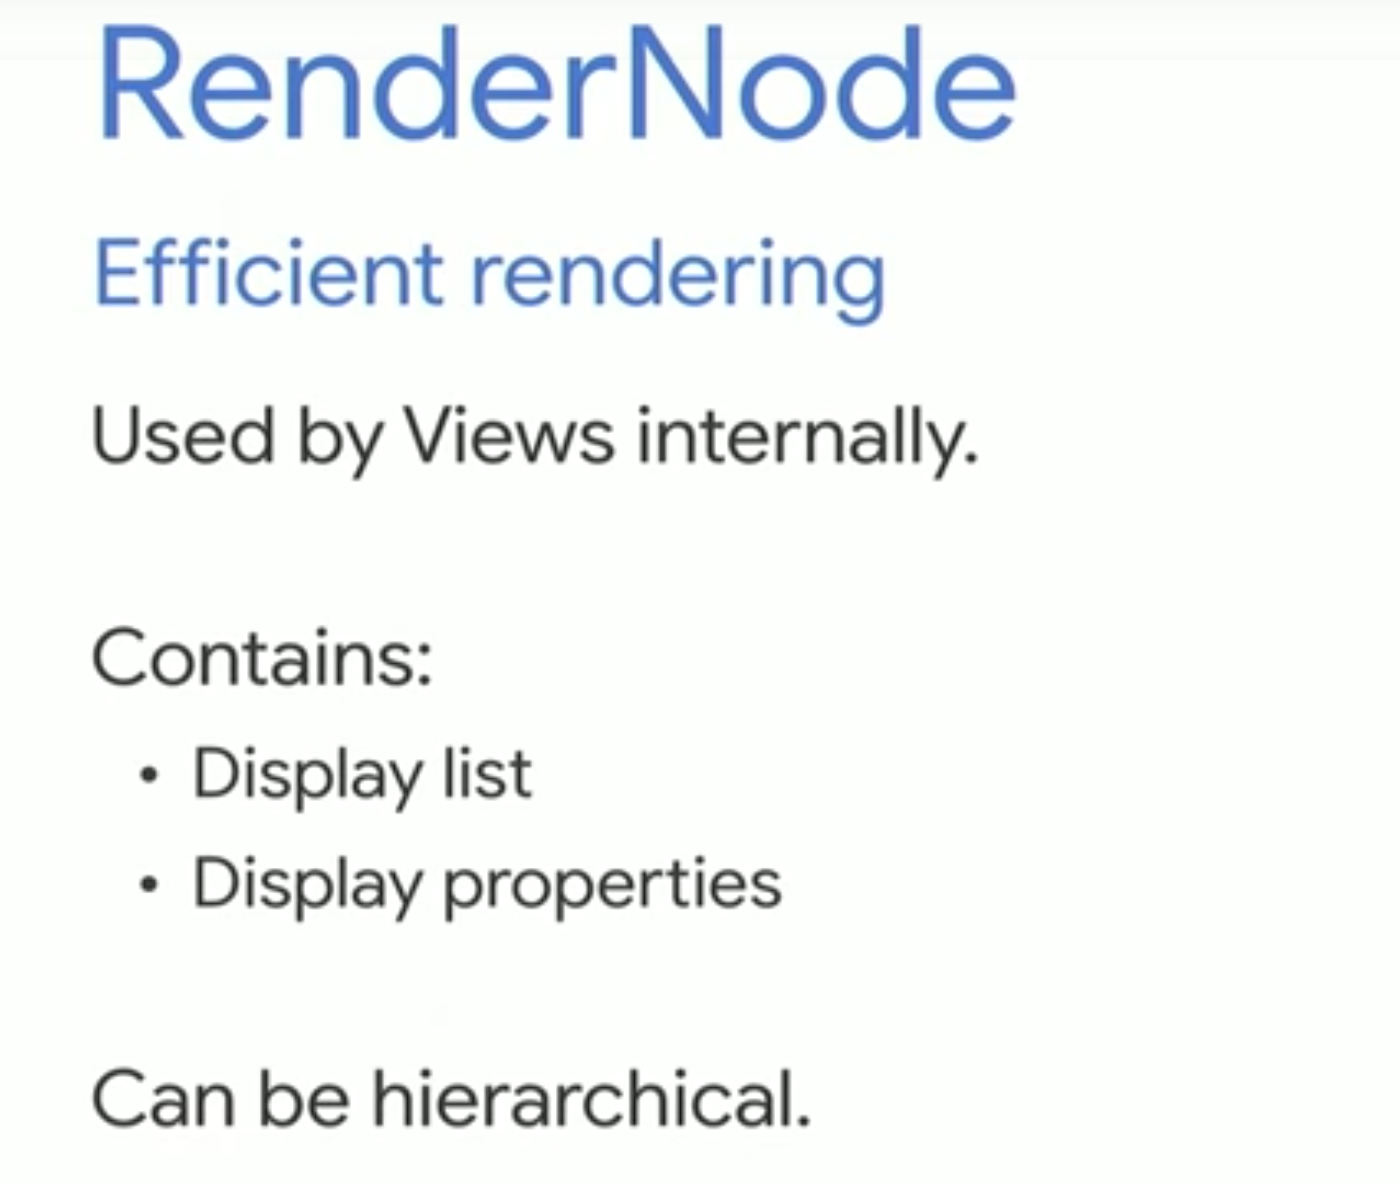 RenderNode
Efficient rendering
Used by Views internally.
Contains:
• Display list
• Display properties
Can be hierarchical.